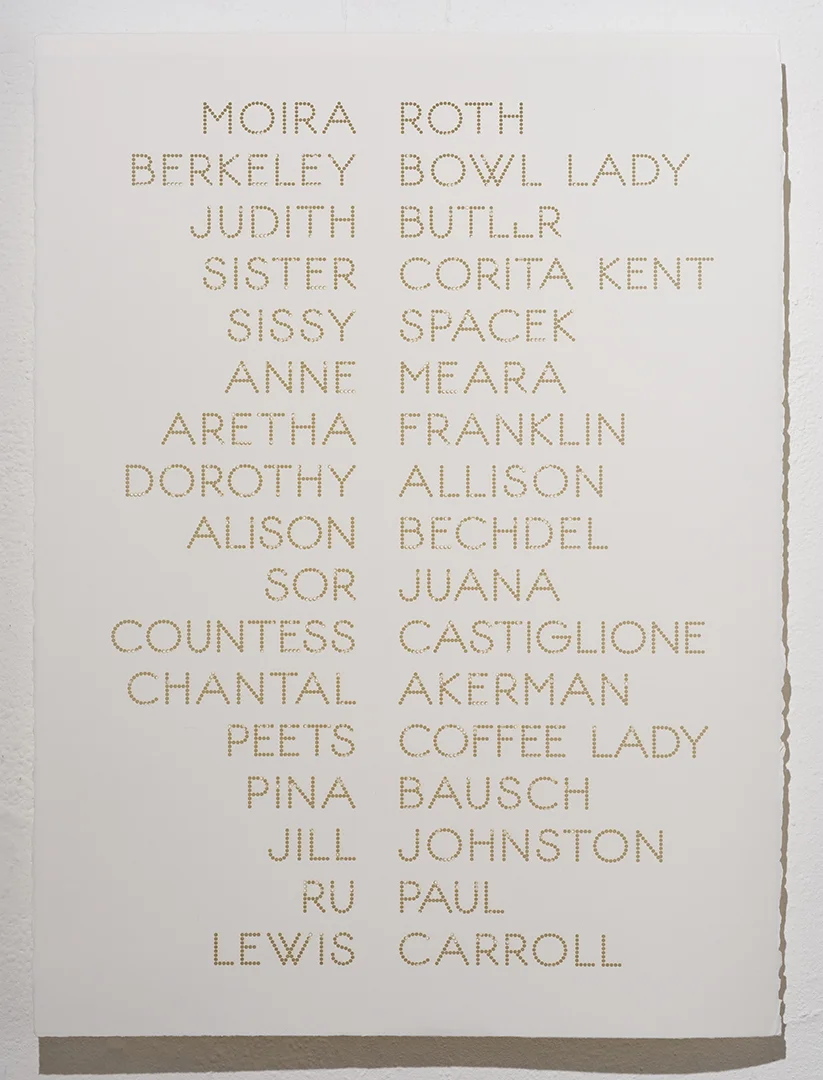 MOIRA ROTH
BERKELEY BOWL LADY
JUDITH BUTLLR
SISTER CORITA KENT
SISSY SPACEK
ANNE MEARA
ARETHA FRANKLIN
DOROTHY ALLISON
ALISON BECHDEL
SOR JUANA
COUNTESS CASTIGLIONE
CHANTAL AKERMAN
PEETS COFFEE LADY
PINA BAUSCH
JILL JOHNSTON
RU PAUL
LEWIS CARROLL